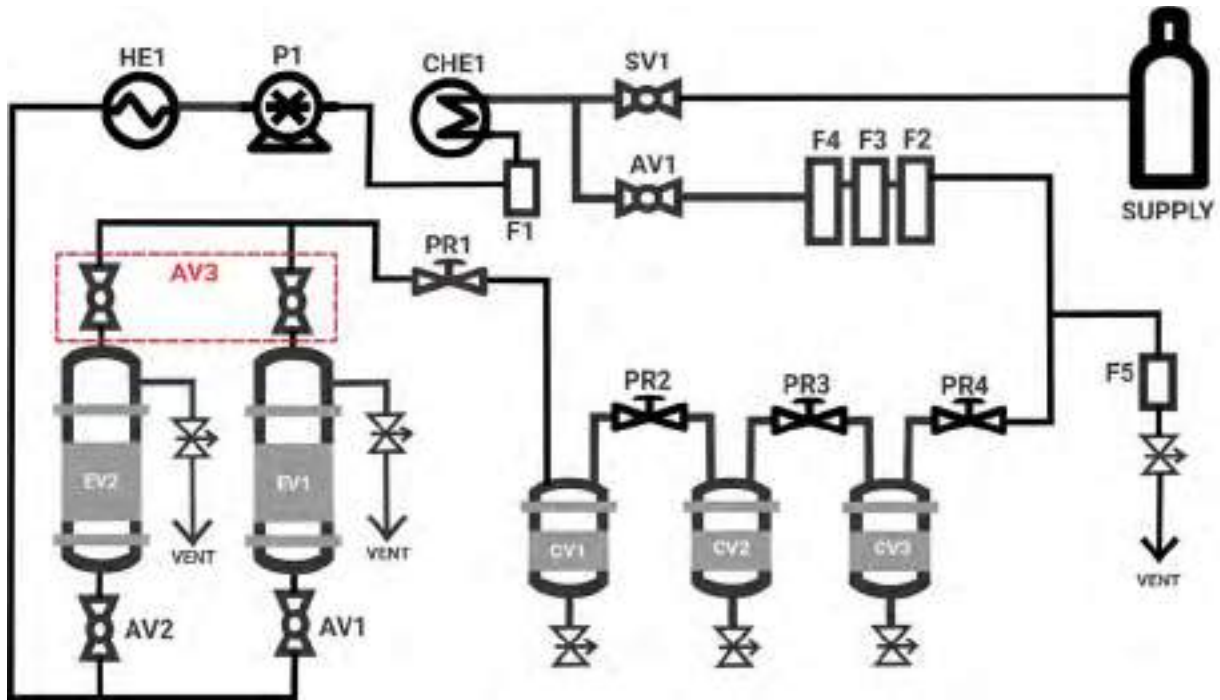 HE1
P1
CHE1
SV1
F4
F3
F2
AV1
SUPPLY
F1
PR1
AV3
PR2
PR3
PR4
F5
EV2
EV1
VENT
VENT
CV1
CV2
CV3
VENT
AV2
AV1